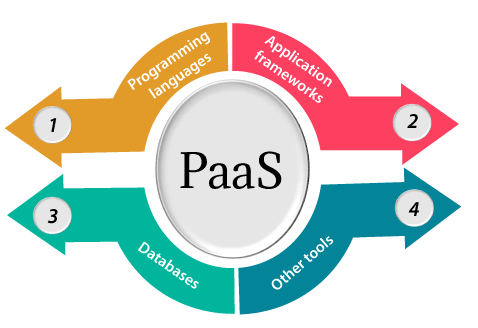 Programming
languages
1
Application
frameworks
2
PaaS
3
Databases
Other tools
4